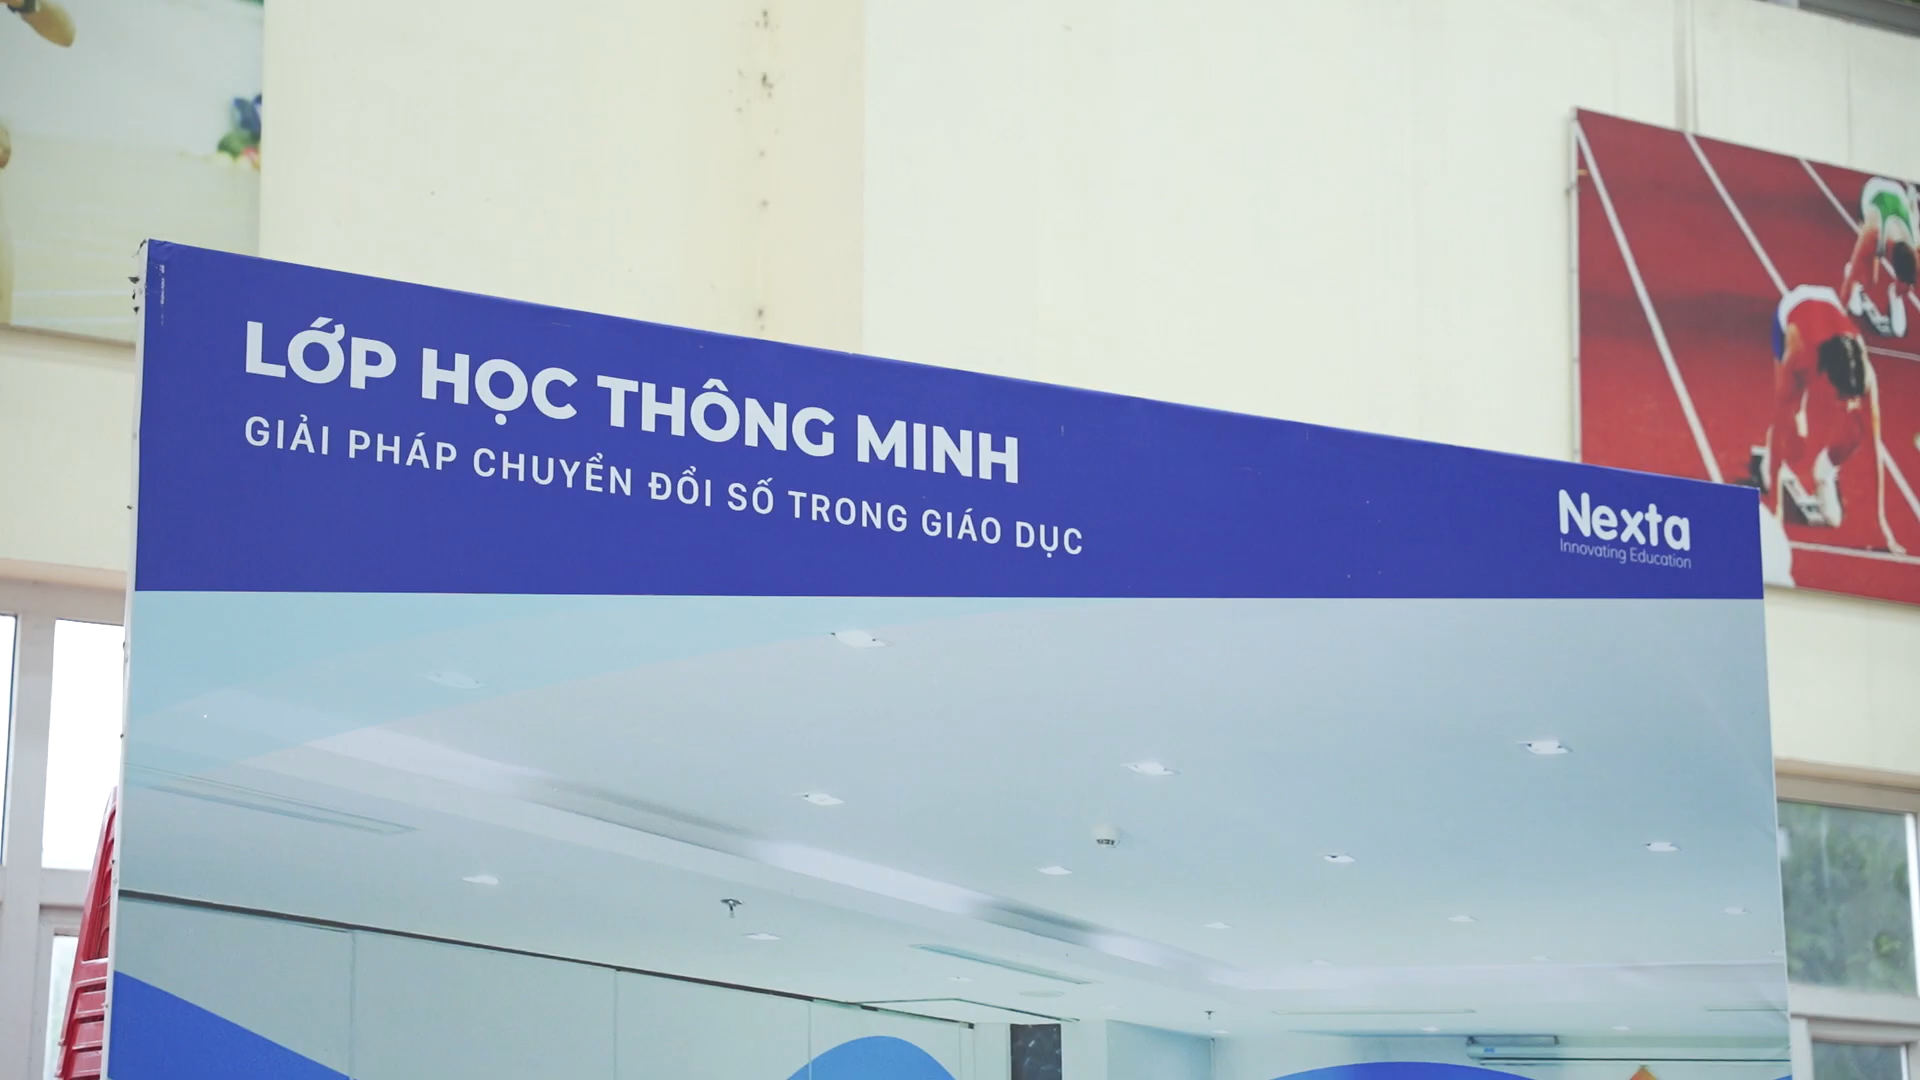 LỚP HỌC THÔNG MINH
GIẢI PHÁP CHUYỂN ĐỔI SỐ TRONG GIÁO DỤC
Nexta
Innovating Education